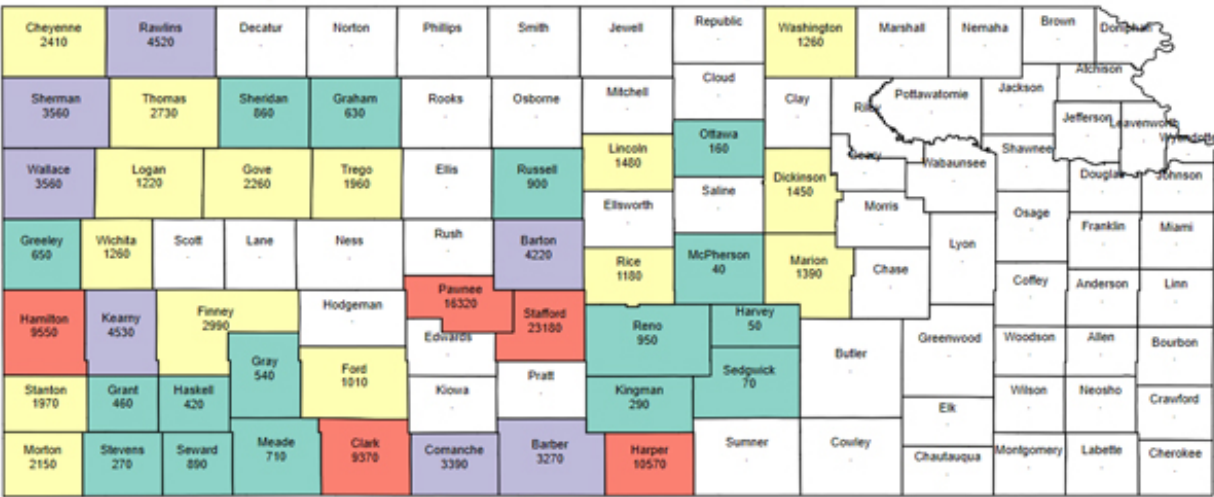 Cheyenne
2410
Rawlins
4520
Decatur
-
Norton
-
Phillips
-
Smith
-
Jewell
-
Republic
-
Washington
1260
Marshall
-
Nemaha
-
Brown
-
Doniphan
Sherman
3560
Thomas
2730
Sheridan
860
Graham
630
Rooks
-
Osborne
-
Mitchell
-
Cloud
-
Clay
-
Riley
Pottawatomie
-
Jackson
-
Atchison
-
Jefferson
-
Leavenworth
-
Wyandotte
-
Wallace
3560
Logan
1220
Gove
2260
Trego
1960
Ellis
-
Russell
900
Lincoln
1480
Ottawa
160
Saline
-
Dickinson
1450
Geary
Wabaunsee
-
Shawnee
-
Douglas
-
Johnson
-
Ellsworth
-
Morris
-
Osage
-
Franklin
-
Miami
-
Greeley
650
Wichita
1260
Scott
-
Lane
-
Ness
-
Rush
-
Barton
4220
Rice
1180
McPherson
40
Marion
1390
Chase
-
Lyon
-
Coffey
-
Anderson
-
Linn
-
Hamilton
9550
Kearny
4530
Finney
2990
Hodgeman
-
Pawnee
16320
Stafford
23180
Edwards
-
Reno
950
Harvey
50
Butler
-
Greenwood
-
Woodson
-
Allen
-
Bourbon
-
Gray
540
Ford
1010
Pratt
-
Sedgwick
70
Stanton
1970
Grant
460
Haskell
420
Kiowa
-
Kingman
290
Elk
-
Wilson
-
Neosho
-
Crawford
-
Morton
2150
Stevens
270
Seward
890
Meade
710
Clark
9370
Comanche
3390
Barber
3270
Harper
10570
Sumner
-
Cowley
-
Chautauqua
-
Montgomery
-
Labette
-
Cherokee
-